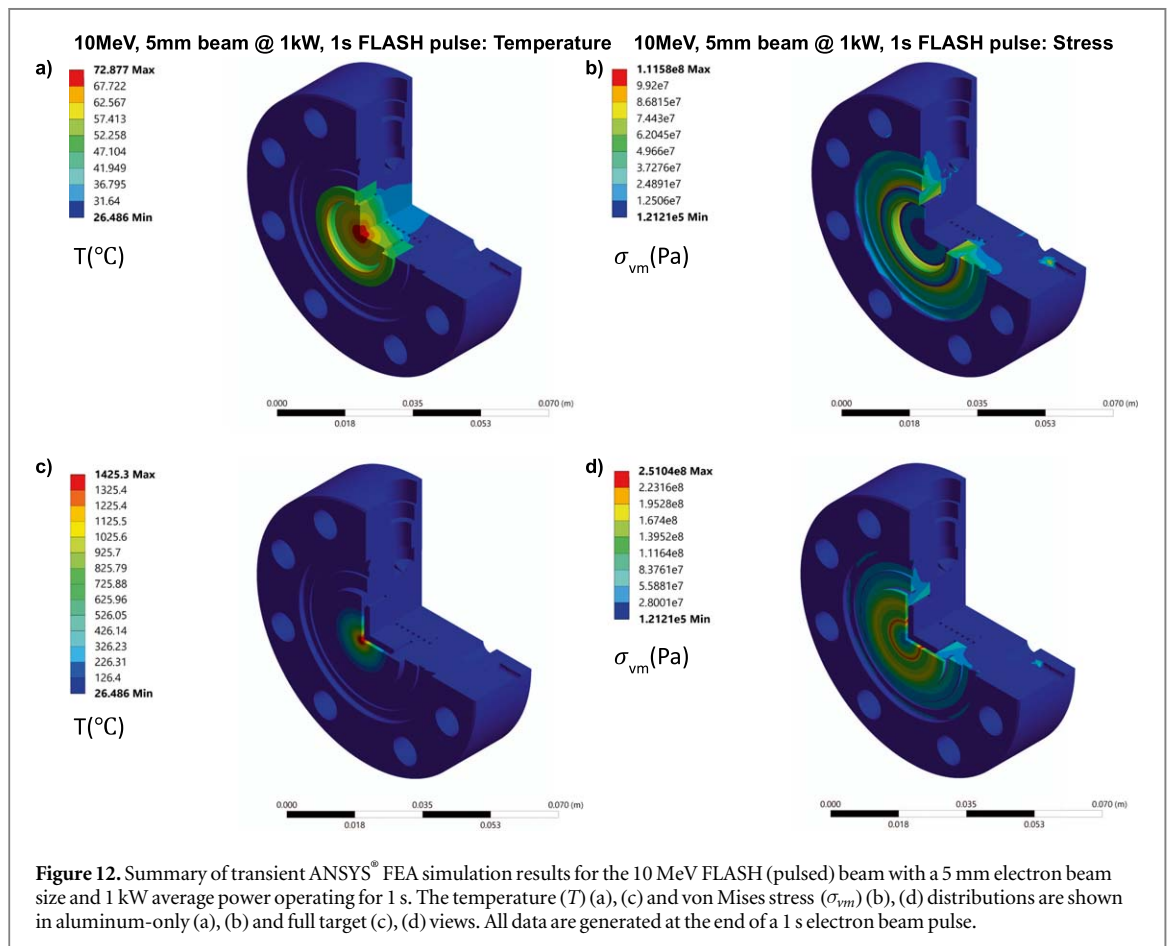 10MeV, 5mm beam @ 1kW, 1s FLASH pulse: Temperature
10MeV, 5mm beam @ 1kW, 1s FLASH pulse: Stress
a)
72.877 Max
67.722
62.567
57.413
52.258
47.104
41.949
36.795
31.64
26.486 Min
T(°C)
0.000
0.035
0.070 (m)
0.018
0.053
b)
1.1158e8 Max
9.92e7
8.6815e7
7.443e7
6.2045e7
4.966e7
3.7276e7
2.4891e7
1.2506e7
1.2121e5 Min
σvm(Pa)
0.000
0.035
0.070 (m)
0.018
0.053
c)
1425.3 Max
1325.4
1225.4
1125.5
1025.6
925.7
825.79
725.88
625.96
526.05
426.14
326.23
226.31
126.4
26.486 Min
T(°C)
0.000
0.035
0.070 (m)
0.018
0.053
d)
2.5104e8 Max
2.2316e8
1.9528e8
1.674e8
1.3952e8
1.1164e8
8.3761e7
5.5881e7
2.8001e7
1.2121e5 Min
σvm(Pa)
0.000
0.035
0.070 (m)
0.018
0.053
Figure 12. Summary of transient ANSYS® FEA simulation results for the 10 MeV FLASH (pulsed) beam with a 5 mm electron beam
size and 1 kW average power operating for 1 s. The temperature (T) (a), (c) and von Mises stress (σvm) (b), (d) distributions are shown
in aluminum-only (a), (b) and full target (c), (d) views. All data are generated at the end of a 1 s electron beam pulse.